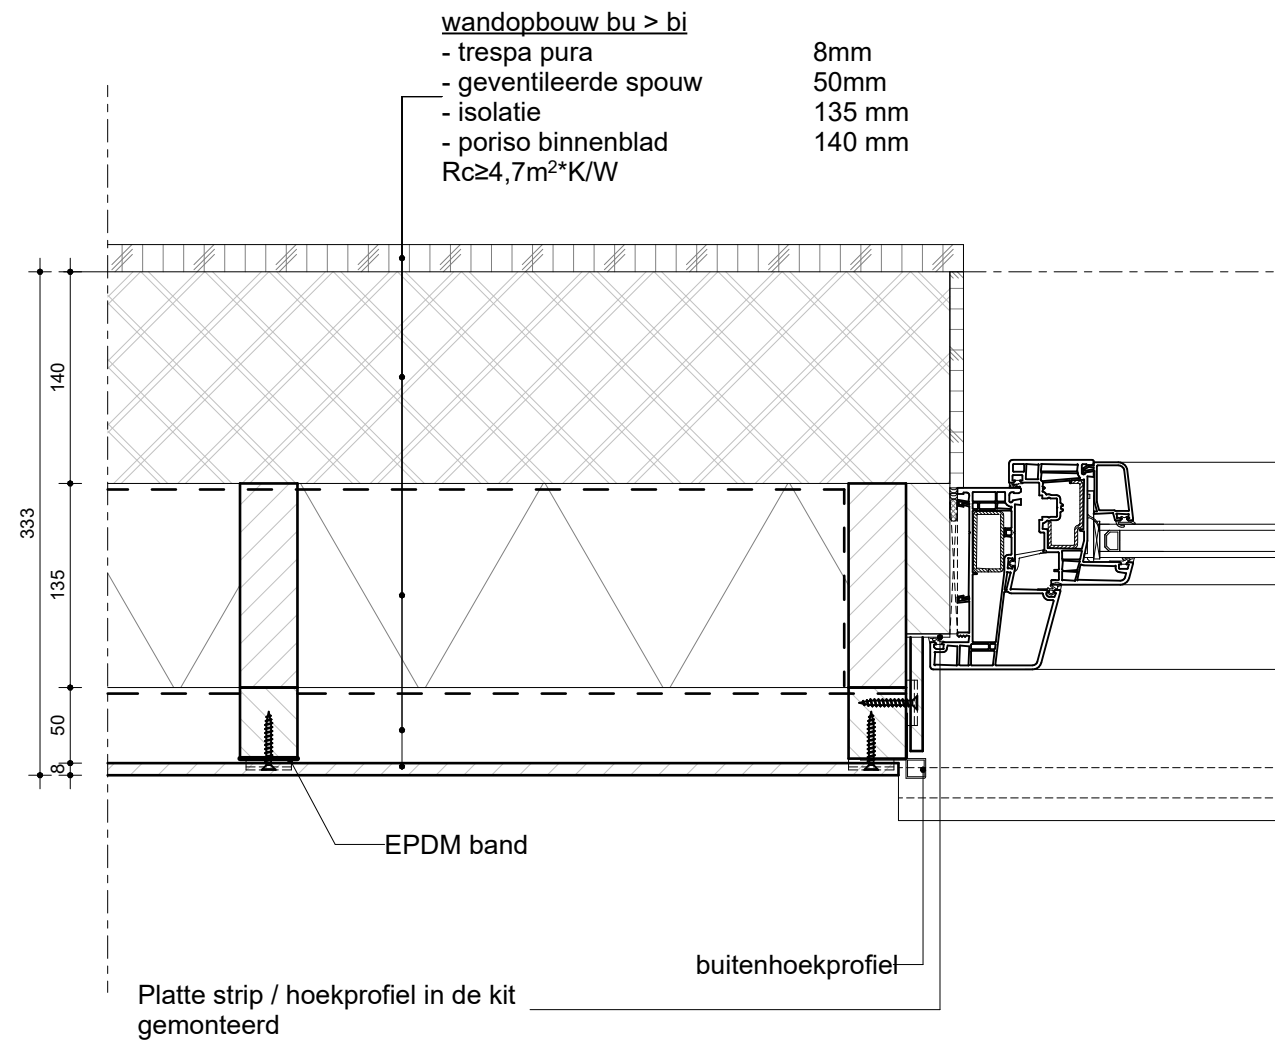 wandopbouw bu > bi
- trespa pura 8mm
- geventileerde spouw 50mm
- isolatie 135 mm
- poriso binnenblad 140 mm
Rc≥4,7m²*K/W
140
333
135
50
8
EPDM band
buitenhoekprofiel
Platte strip / hoekprofiel in de kit
gemonteerd